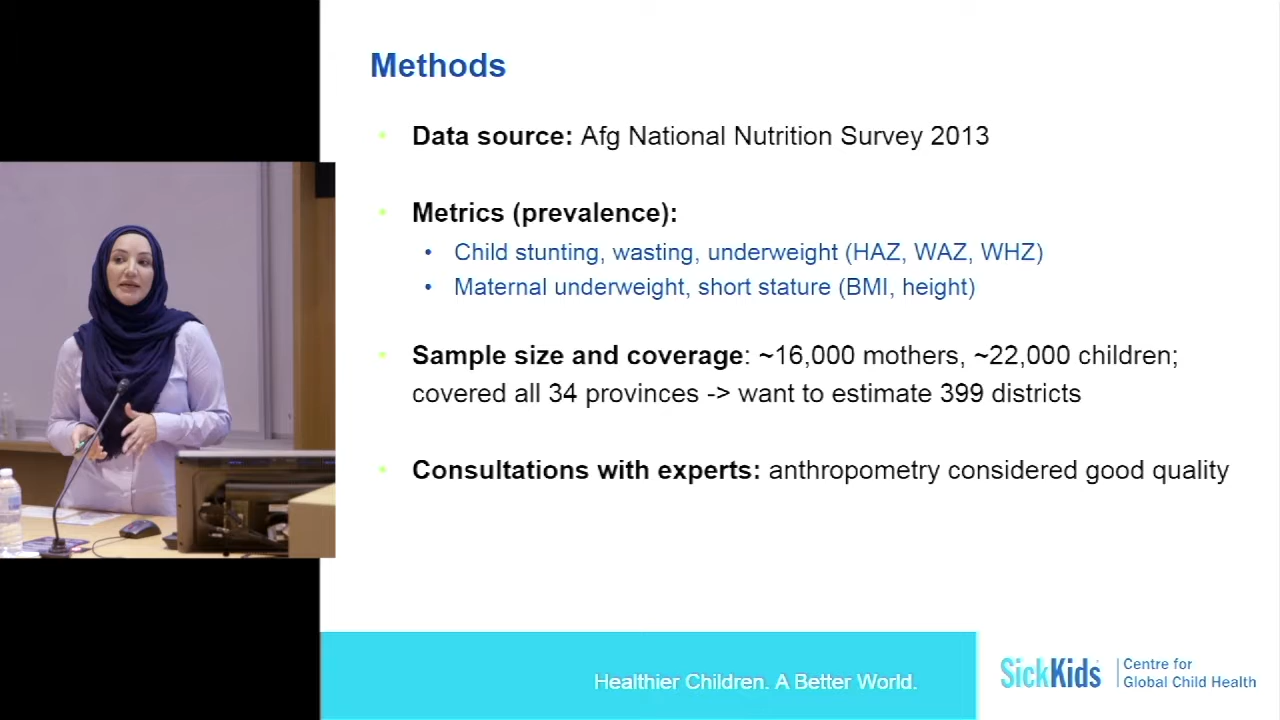 Methods
Data source: Afg National Nutrition Survey 2013
Metrics (prevalence):
Child stunting, wasting, underweight (HAZ, WAZ, WHZ)
Maternal underweight, short stature (BMI, height)
Sample size and coverage: ~16,000 mothers, ~22,000 children;
covered all 34 provinces -> want to estimate 399 districts
Consultations with experts: anthropometry considered good quality
Healthier Children. A Better World.
SickKids
Centre for
Global Child Health